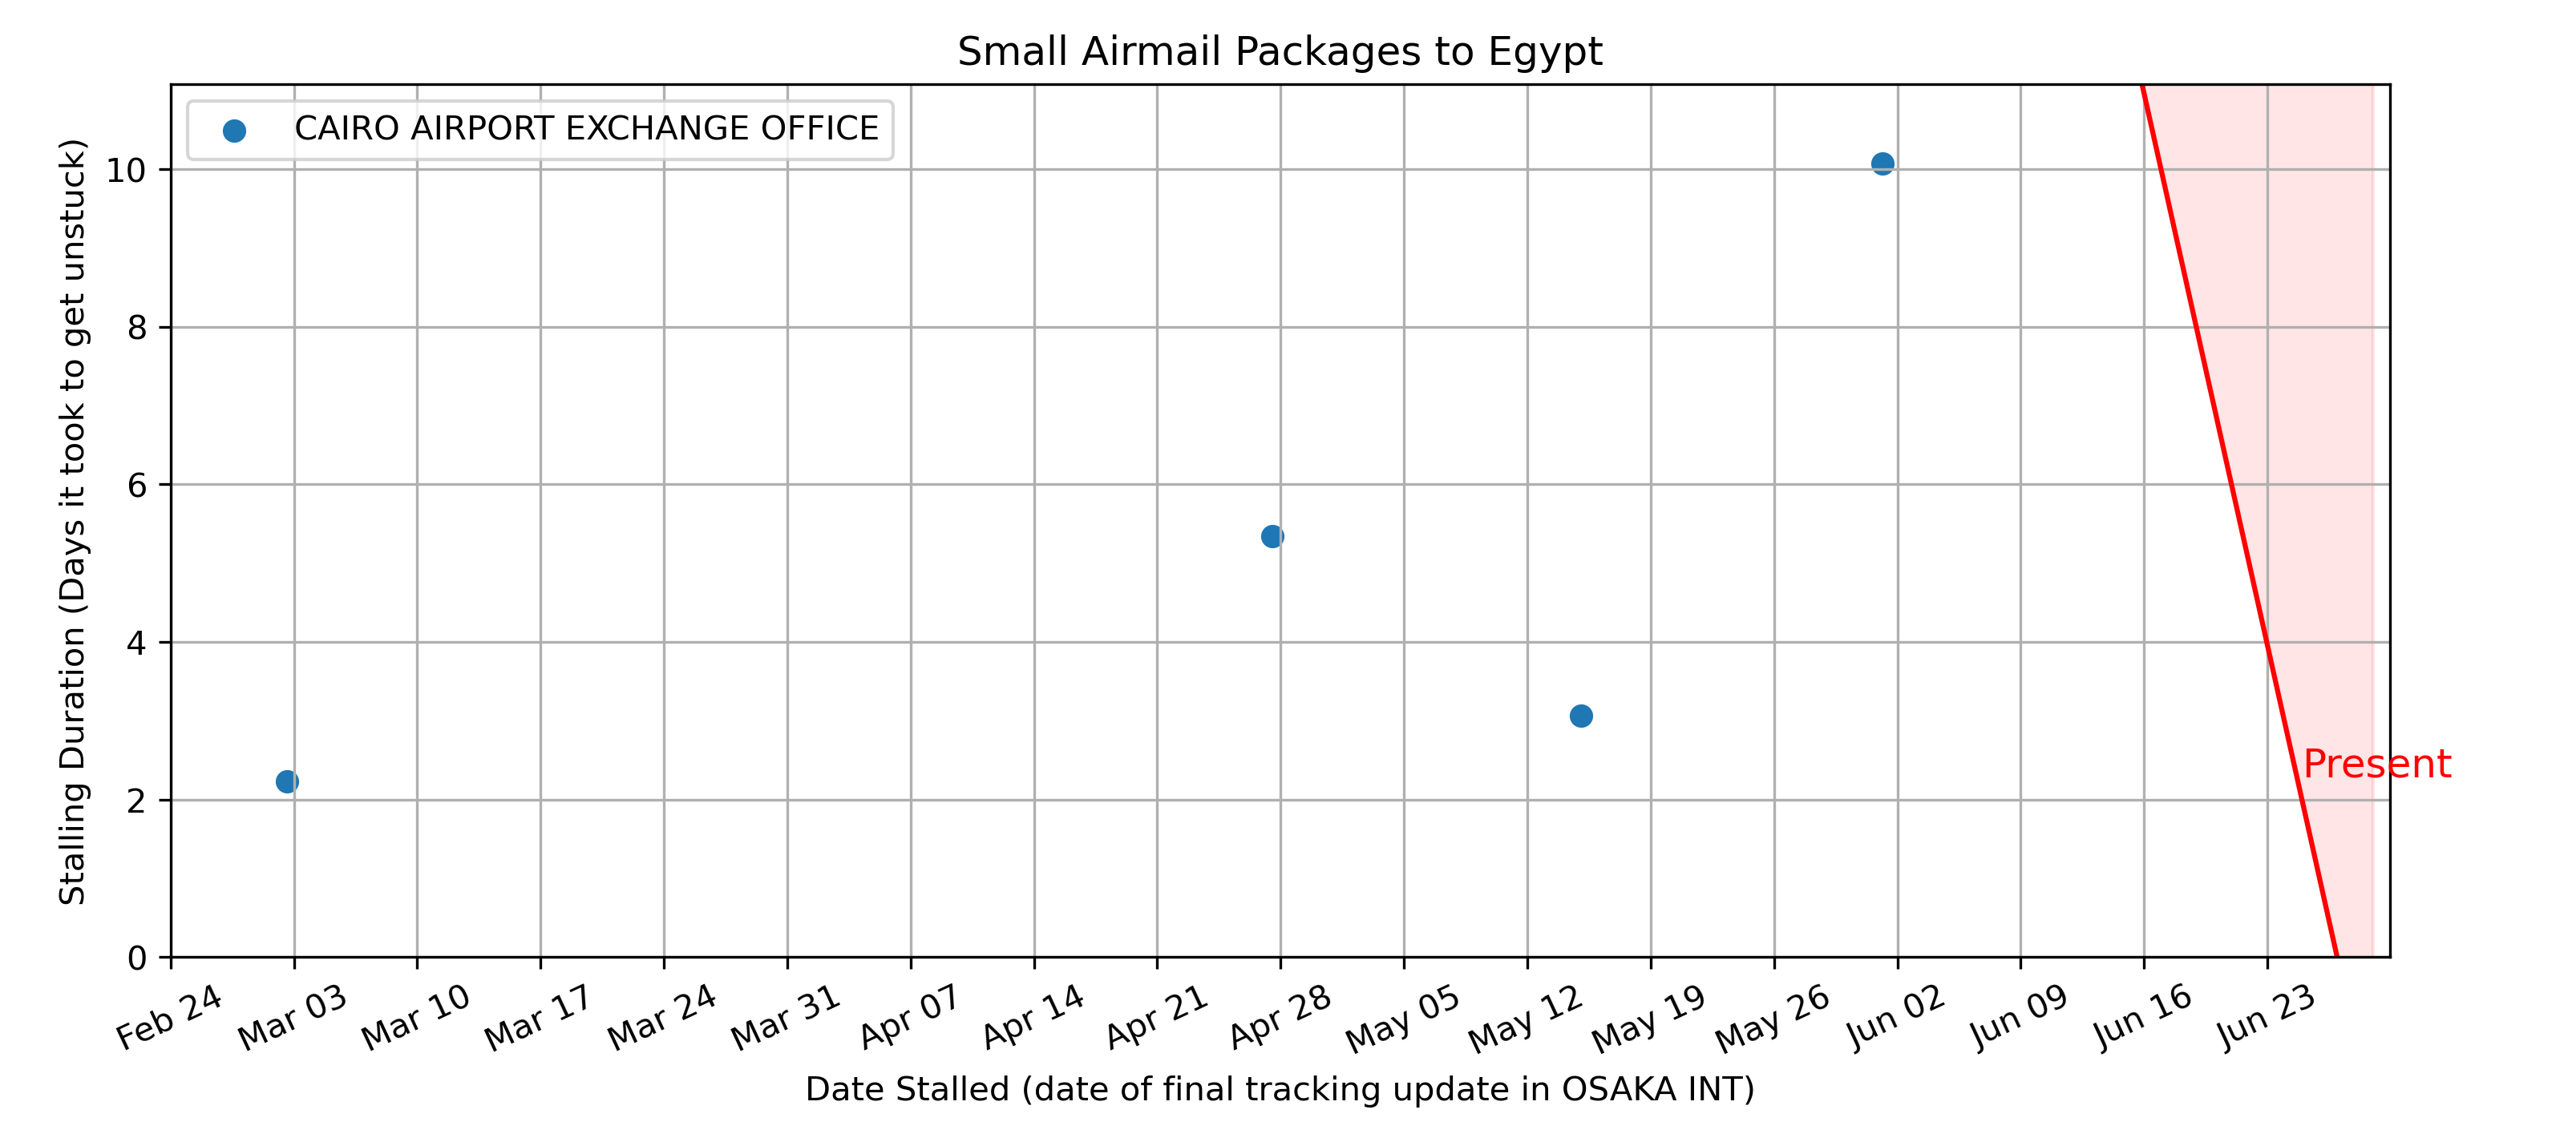 Small Airmail Packages to Egypt
CAIRO AIRPORT EXCHANGE OFFICE
Stalling Duration (Days it took to get unstuck)
10
8
6
4
2
0
Present
Feb 24
Mar 03
Mar 10
Mar 17
Mar 24
Mar 31
Apr 07
Apr 14
Apr 21
Apr 28
May 05
May 12
May 19
May 26
Jun 02
Jun 09
Jun 16
Jun 23
Date Stalled (date of final tracking update in OSAKA INT)